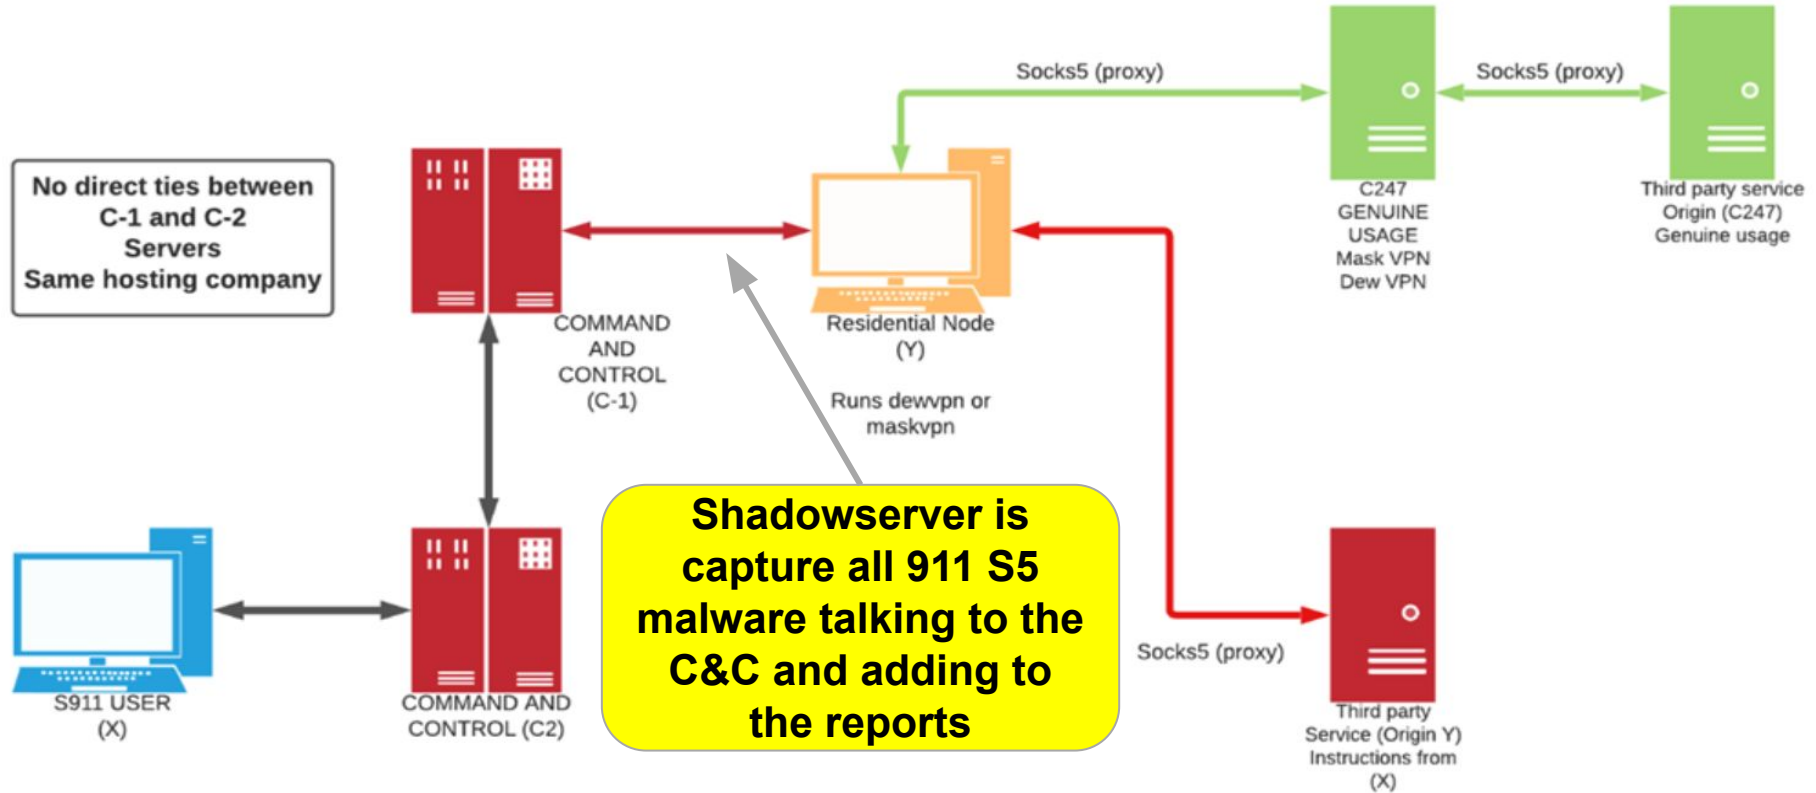 Socks5 (proxy)
Socks5 (proxy)
No direct ties between
C-1 and C-2
Servers
Same hosting company
C247
GENUINE
USAGE
Mask VPN
Dew VPN
Third party service
Origin (C247)
Genuine usage
COMMAND
AND
CONTROL
(C-1)
Residential Node
(Y)
Runs dewvpn or
maskvpn
Shadowserver is
capture all 911 S5
malware talking to the
C&C and adding to
the reports
Socks5 (proxy)
S911 USER
(X)
COMMAND AND
CONTROL (C2)
Third party
Service (Origin Y)
Instructions from
(X)